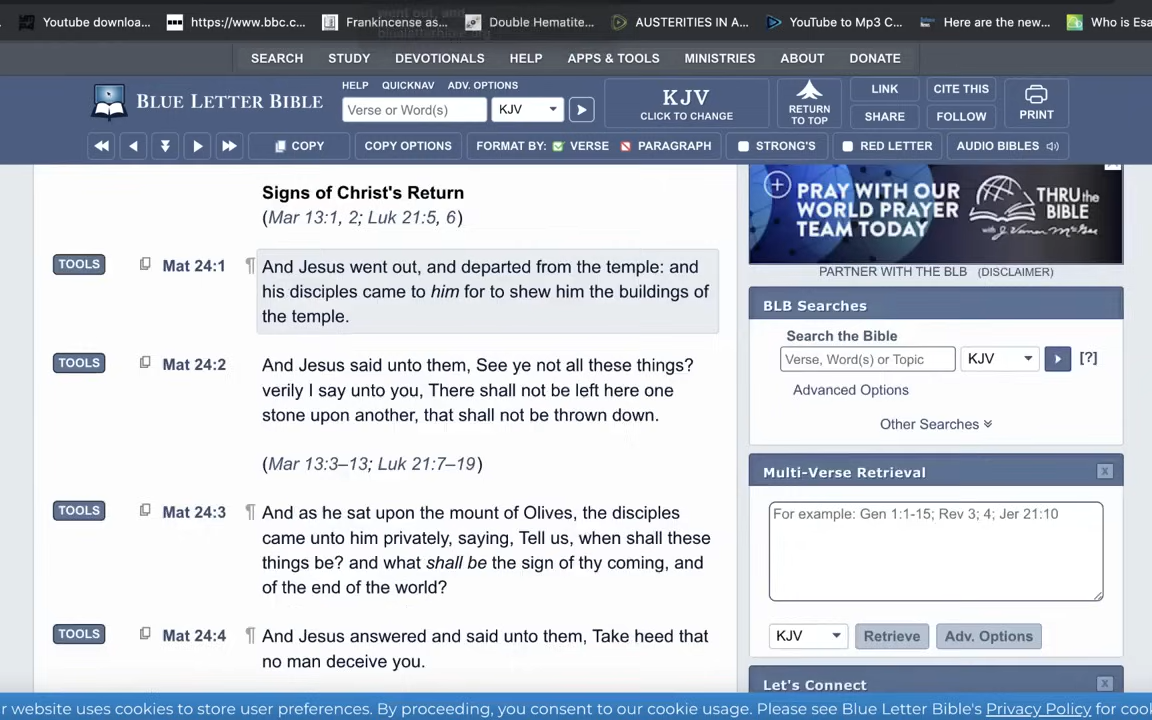 Youtube downloa... https://www.bbc.c... Frankincense as... Double Hematite... AUSTERITIES IN A... YouTube to Mp3 C... Here are the new... Who is Esa
SEARCH STUDY DEVOTIONALS HELP APPS & TOOLS MINISTRIES ABOUT DONATE
HELP QUICKNAV ADV. OPTIONS
BLUE LETTER BIBLE
Verse or Word(s) KJV
KJV
CLICK TO CHANGE
RETURN
TO TOP
LINK CITE THIS
SHARE FOLLOW
PRINT
COPY COPY OPTIONS FORMAT BY: VERSE PARAGRAPH STRONG'S RED LETTER AUDIO BIBLES
Signs of Christ's Return
(Mar 13:1, 2; Luk 21:5, 6)
TOOLS Mat 24:1 ¶ And Jesus went out, and departed from the temple: and
his disciples came to him for to shew him the buildings of
the temple.
TOOLS Mat 24:2 And Jesus said unto them, See ye not all these things?
verily I say unto you, There shall not be left here one
stone upon another, that shall not be thrown down.
(Mar 13:3–13; Luk 21:7–19)
TOOLS Mat 24:3 ¶ And as he sat upon the mount of Olives, the disciples
came unto him privately, saying, Tell us, when shall these
things be? and what shall be the sign of thy coming, and
of the end of the world?
TOOLS Mat 24:4 ¶ And Jesus answered and said unto them, Take heed that
no man deceive you.
PRAY WITH OUR
WORLD PRAYER
TEAM TODAY
THRU the
BIBLE
with J. Vernon McGee
PARTNER WITH THE BLB (DISCLAIMER)
BLB Searches
Search the Bible
Verse, Word(s) or Topic KJV [?]
Advanced Options
Other Searches
Multi-Verse Retrieval x
For example: Gen 1:1-15; Rev 3; 4; Jer 21:10
KJV Retrieve Adv. Options
Let's Connect x
r website uses cookies to store user preferences. By proceeding, you consent to our cookie usage. Please see Blue Letter Bible's Privacy Policy for cook